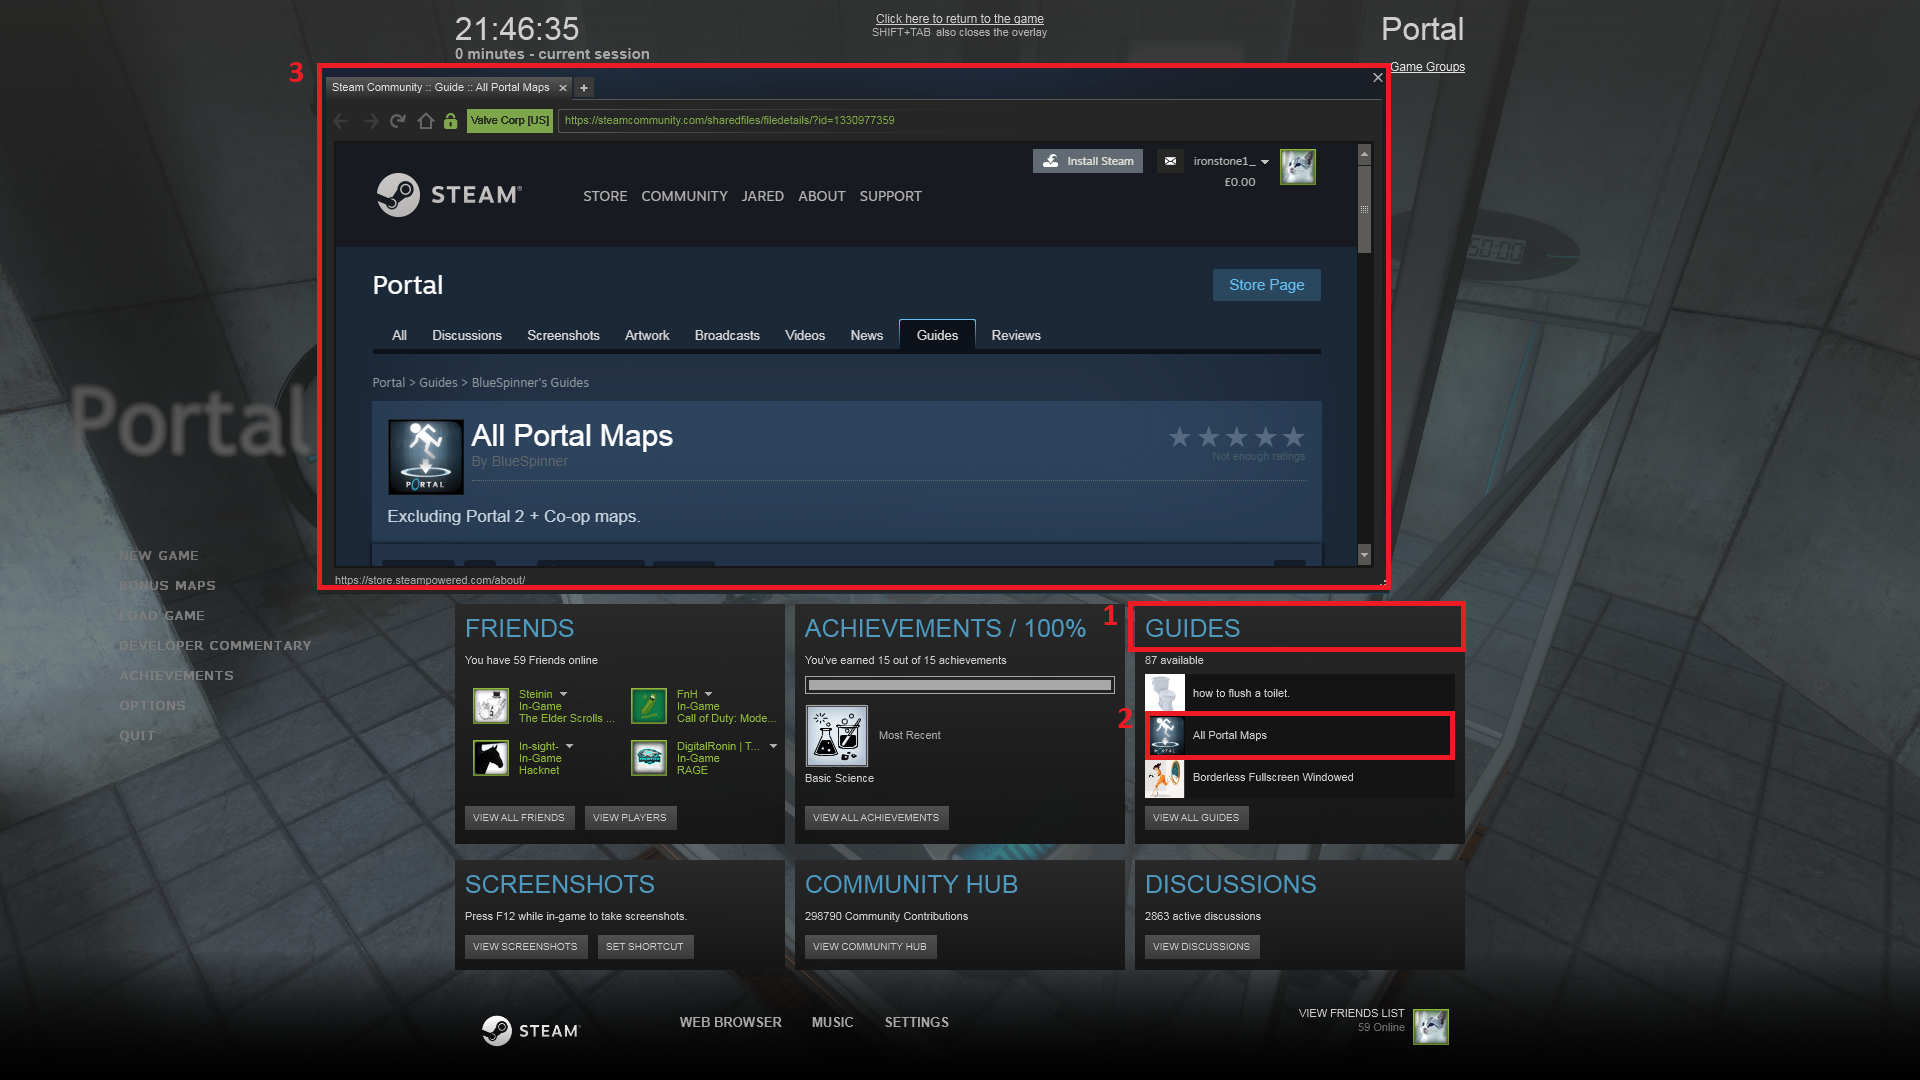 21:46:35
0 minutes - current session
Click here to return to the game
SHIFT+TAB also closes the overlay
Portal
Game Groups
3
Steam Community :: Guide :: All Portal Maps
Valve Corp [US]
https://steamcommunity.com/sharedfiles/filedetails/?id=1330977359
Install Steam
ironstone1_
£0.00
STEAM®
STORE COMMUNITY JARED ABOUT SUPPORT
Portal
Store Page
All Discussions Screenshots Artwork Broadcasts Videos News Guides Reviews
Portal > Guides > BlueSpinner's Guides
PORTAL
All Portal Maps
By BlueSpinner
Not enough ratings
Excluding Portal 2 + Co-op maps.
https://store.steampowered.com/about/
50:00
Portal
NEW GAME
BONUS MAPS
LOAD GAME
DEVELOPER COMMENTARY
ACHIEVEMENTS
OPTIONS
QUIT
FRIENDS
You have 59 Friends online
Steinin
In-Game
The Elder Scrolls ...
FnH
In-Game
Call of Duty: Mode...
In-sight-
In-Game
Hacknet
DigitalRonin | T...
In-Game
RAGE
VIEW ALL FRIENDS VIEW PLAYERS
ACHIEVEMENTS / 100%
You've earned 15 out of 15 achievements
Most Recent
Basic Science
VIEW ALL ACHIEVEMENTS
1
GUIDES
87 available
how to flush a toilet.
2
PORTAL
All Portal Maps
Borderless Fullscreen Windowed
VIEW ALL GUIDES
SCREENSHOTS
Press F12 while in-game to take screenshots.
VIEW SCREENSHOTS SET SHORTCUT
COMMUNITY HUB
298790 Community Contributions
VIEW COMMUNITY HUB
DISCUSSIONS
2863 active discussions
VIEW DISCUSSIONS
STEAM
WEB BROWSER MUSIC SETTINGS
VIEW FRIENDS LIST
59 Online